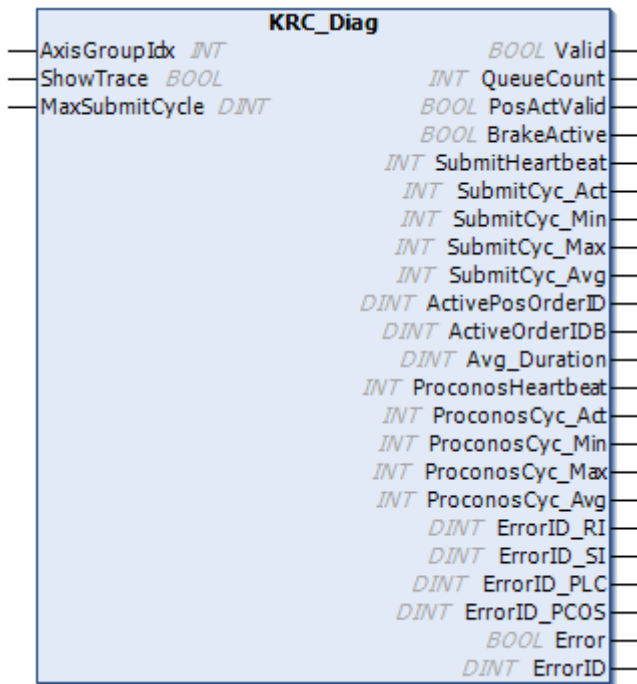 KRC_Diag
AxisGroupIdx INT BOOL Valid
ShowTrace BOOL INT QueueCount
MaxSubmitCycle DINT BOOL PosActValid
BOOL BrakeActive
INT SubmitHeartbeat
INT SubmitCyc_Act
INT SubmitCyc_Min
INT SubmitCyc_Max
INT SubmitCyc_Avg
DINT ActivePosOrderID
DINT ActiveOrderIDB
DINT Avg_Duration
INT ProconosHeartbeat
INT ProconosCyc_Act
INT ProconosCyc_Min
INT ProconosCyc_Max
INT ProconosCyc_Avg
DINT ErrorID_RI
DINT ErrorID_SI
DINT ErrorID_PLC
DINT ErrorID_PCOS
BOOL Error
DINT ErrorID